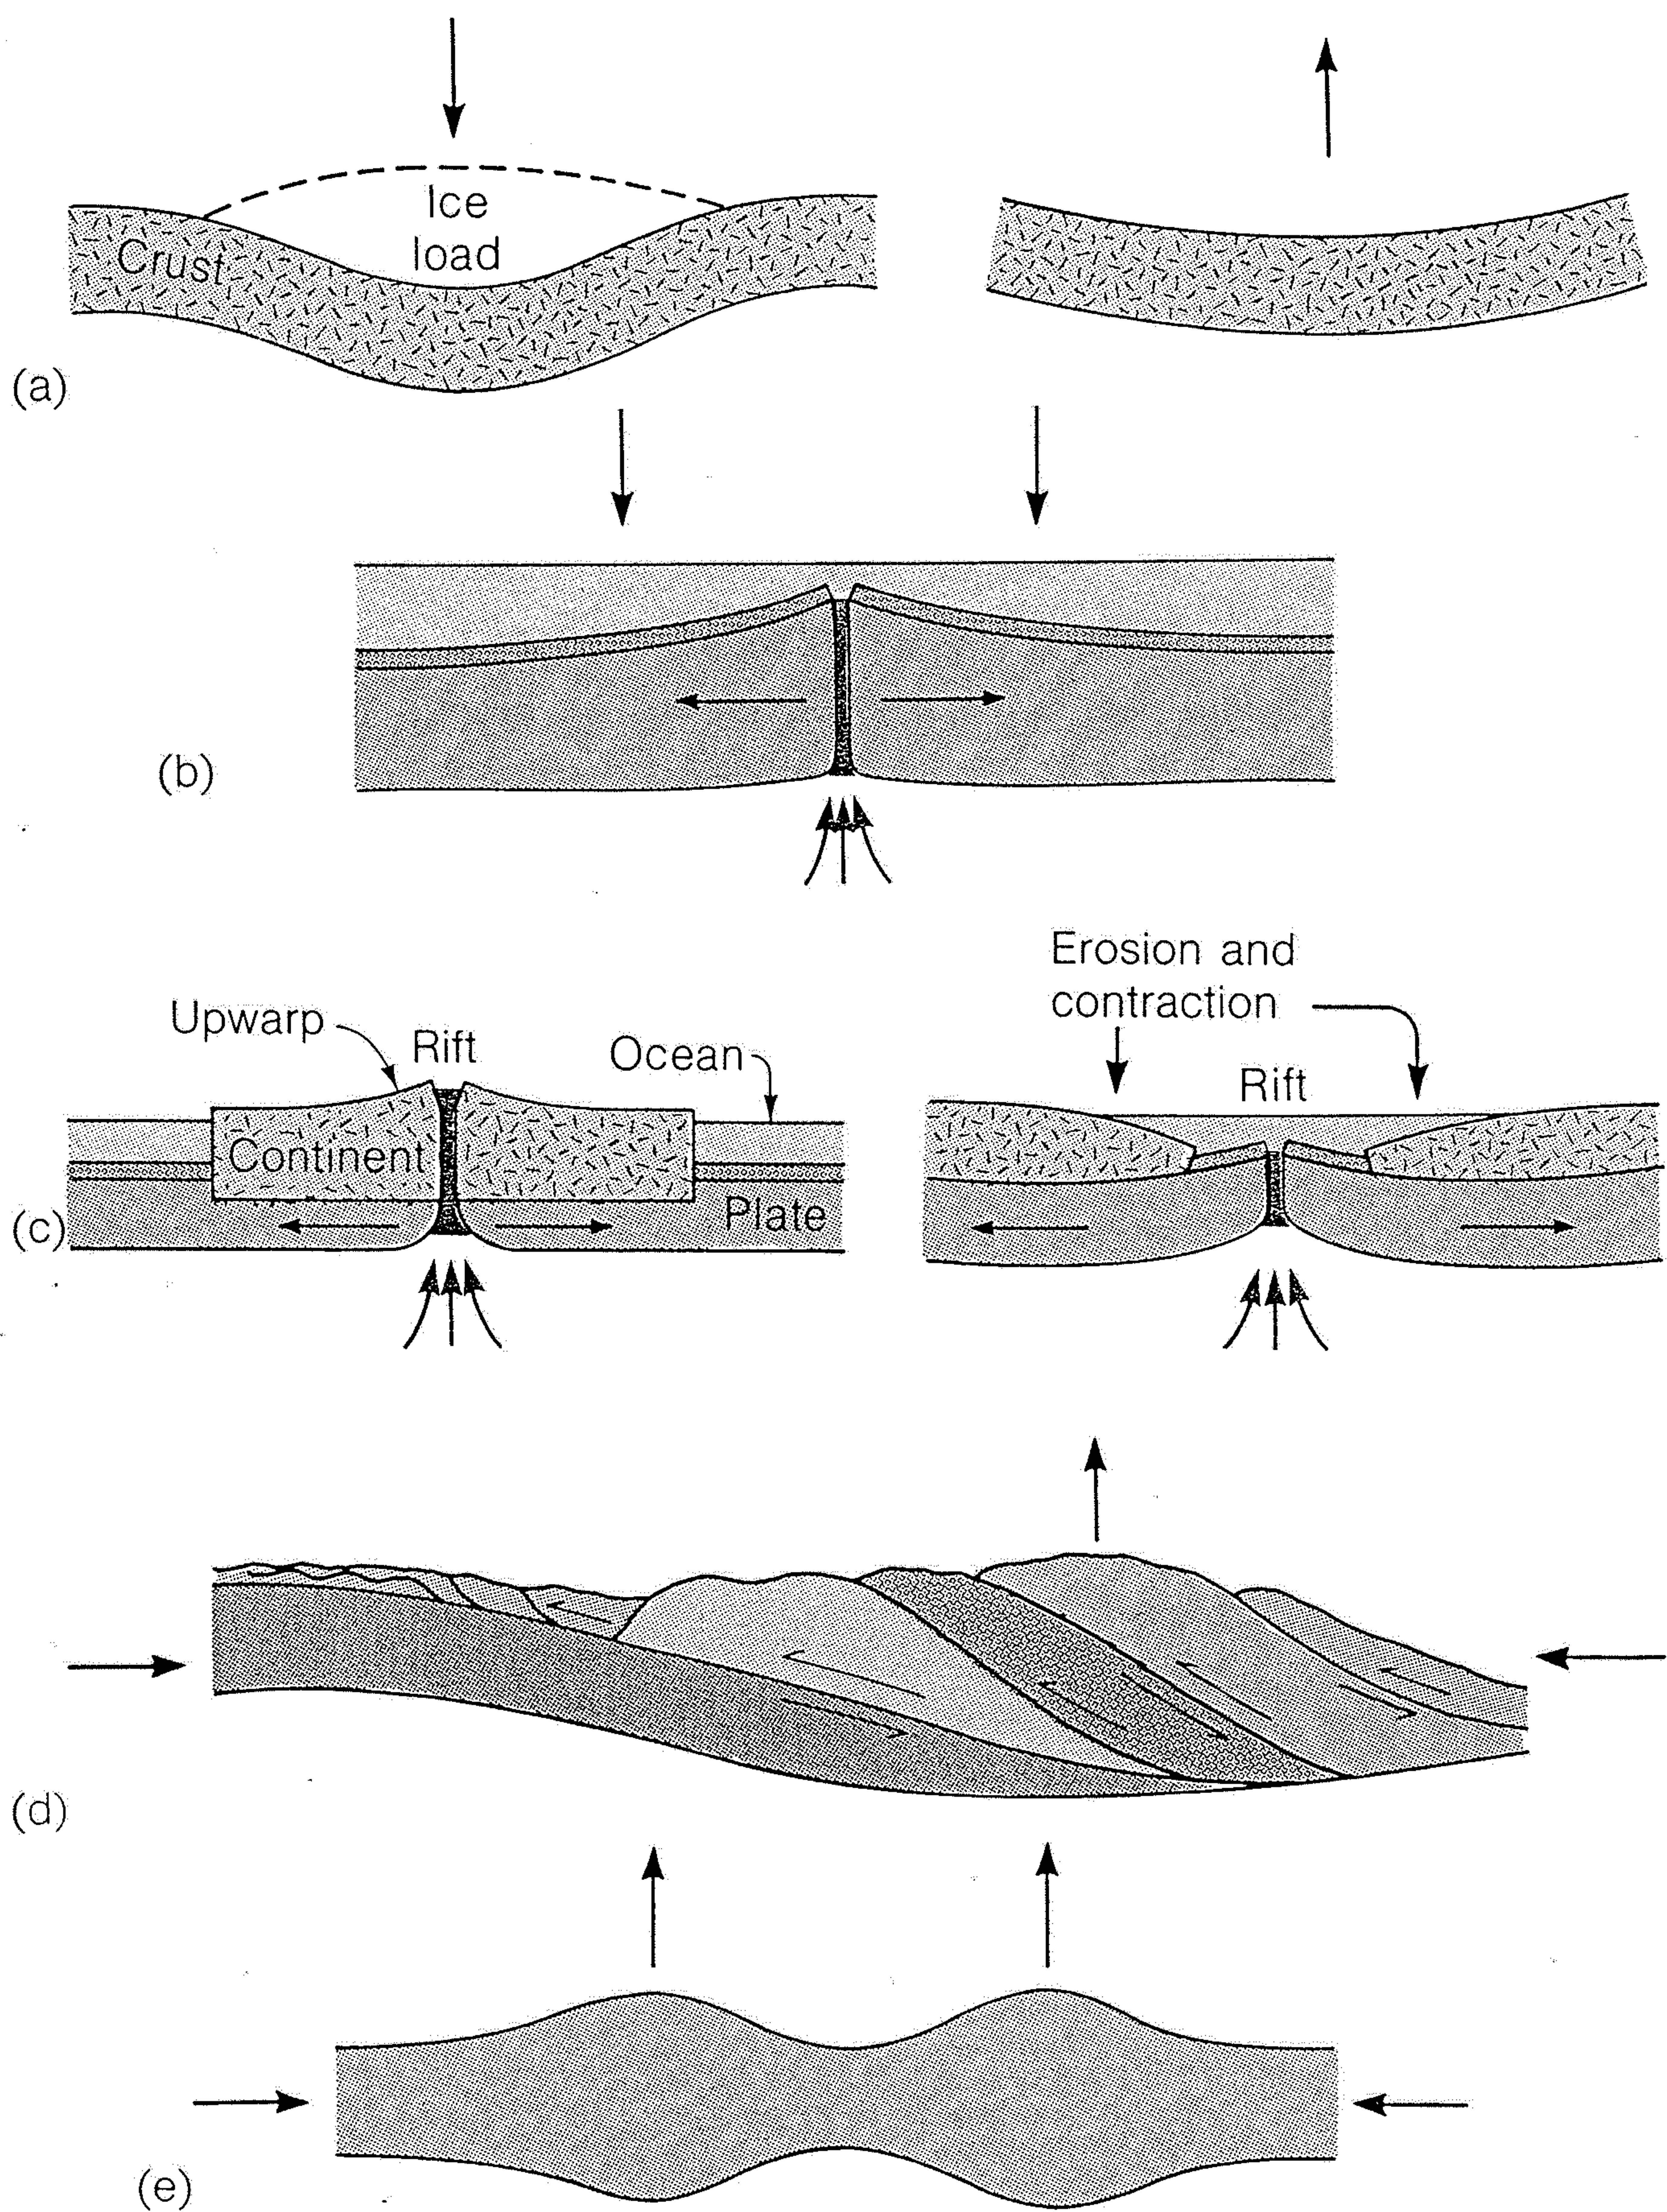 Ice
load
Crust
(a)
(b)
Erosion and
contraction
Upwarp
Rift
Ocean
Rift
Continent
Plate
(c)
(d)
(e)